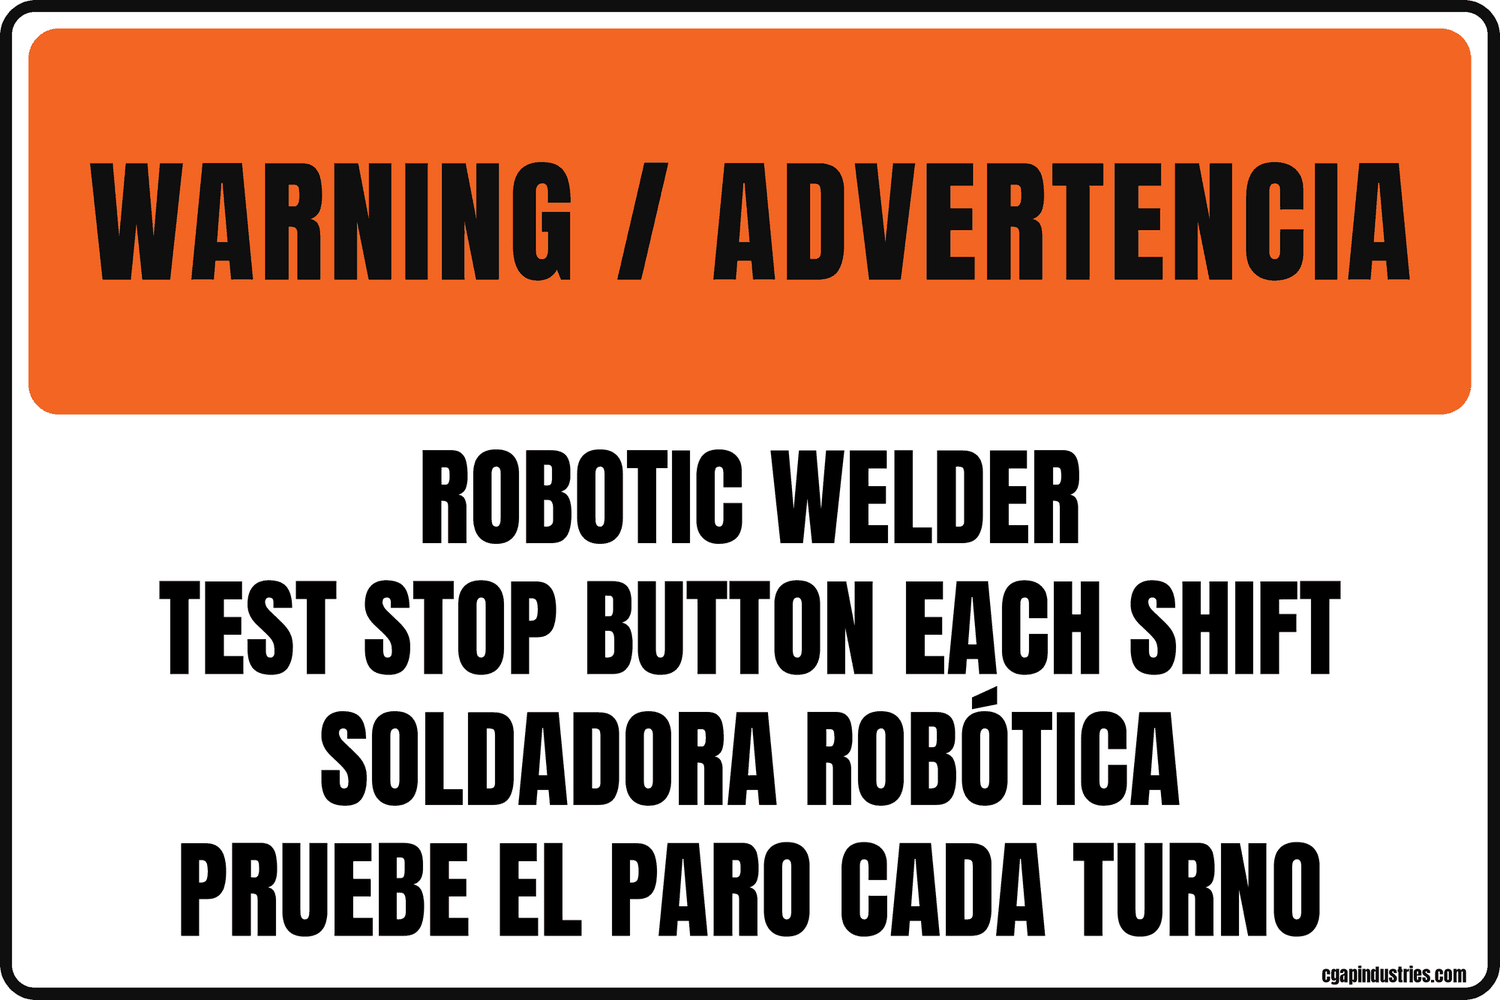 WARNING / ADVERTENCIA
ROBOTIC WELDER
TEST STOP BUTTON EACH SHIFT
SOLDADORA ROBÓTICA
PRUEBE EL PARO CADA TURNO
cgapindustries.com